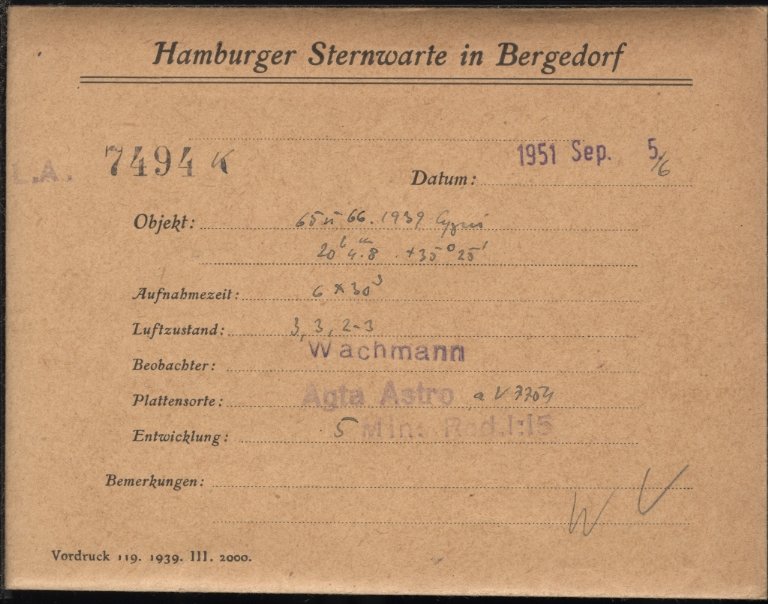 Hamburger Sternwarte in Bergedorf
L.A. 7494 K
Datum: 1951 Sep. 5/6
Objekt: 65 u 66.1939 Cygni
20ʰ 4.ᵐ8 +35° 25'
Aufnahmezeit: 6 × 30ˢ
Luftzustand: 3, 3, 2-3
Beobachter: Wachmann
Plattensorte: Agfa Astro
Entwicklung: 5 Min. Rod.1:15
Bemerkungen:
Vordruck 119. 1939. III. 2000.